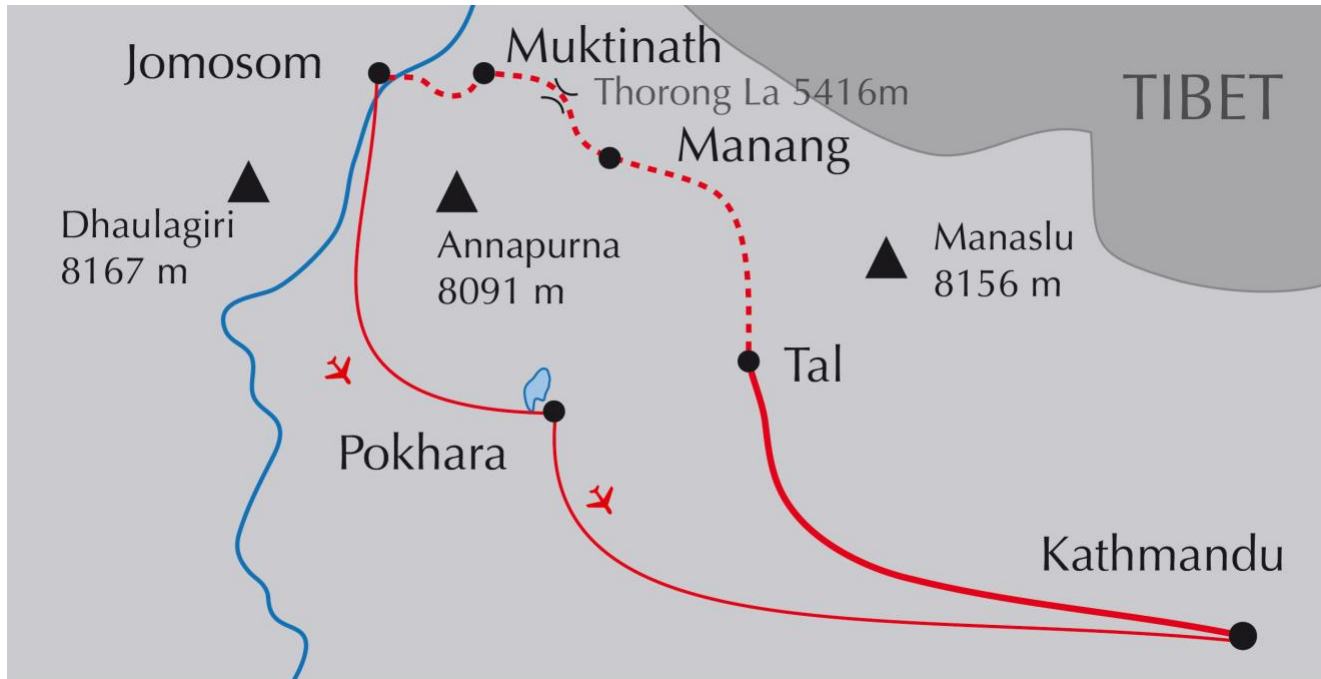 Jomosom
Muktinath
Thorong La 5416m
TIBET
Manang
Dhaulagiri
8167 m
Annapurna
8091 m
Manaslu
8156 m
Tal
Pokhara
Kathmandu